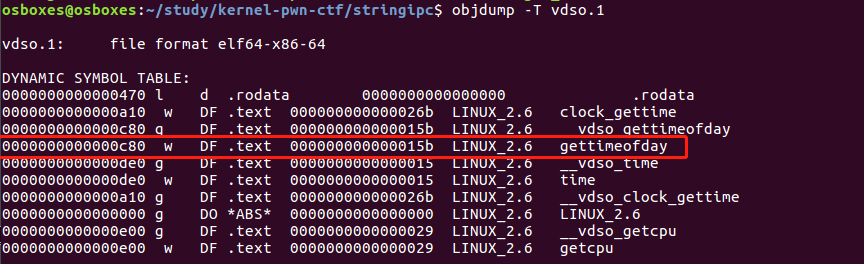 osboxes@osboxes:~/study/kernel-pwn-ctf/stringipc$ objdump -T vdso.1
vdso.1:     file format elf64-x86-64
DYNAMIC SYMBOL TABLE:
0000000000000470 l    d  .rodata        0000000000000000              .rodata
0000000000000a10  w   DF .text  000000000000026b  LINUX_2.6   clock_gettime
0000000000000c80 g    DF .text  000000000000015b  LINUX_2.6   __vdso_gettimeofday
0000000000000c80  w   DF .text  000000000000015b  LINUX_2.6   gettimeofday
0000000000000de0 g    DF .text  0000000000000015  LINUX_2.6   __vdso_time
0000000000000de0  w   DF .text  0000000000000015  LINUX_2.6   time
0000000000000a10 g    DF .text  000000000000026b  LINUX_2.6   __vdso_clock_gettime
0000000000000000 g    DO *ABS*  0000000000000000  LINUX_2.6   LINUX_2.6
0000000000000e00 g    DF .text  0000000000000029  LINUX_2.6   __vdso_getcpu
0000000000000e00  w   DF .text  0000000000000029  LINUX_2.6   getcpu